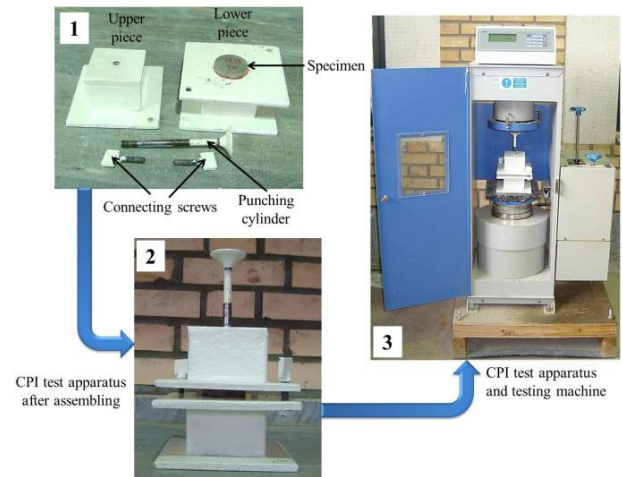 1
Upper
piece
Lower
piece
Specimen
Connecting screws
Punching
cylinder
2
CPI test apparatus
after assembling
3
CPI test apparatus
and testing machine